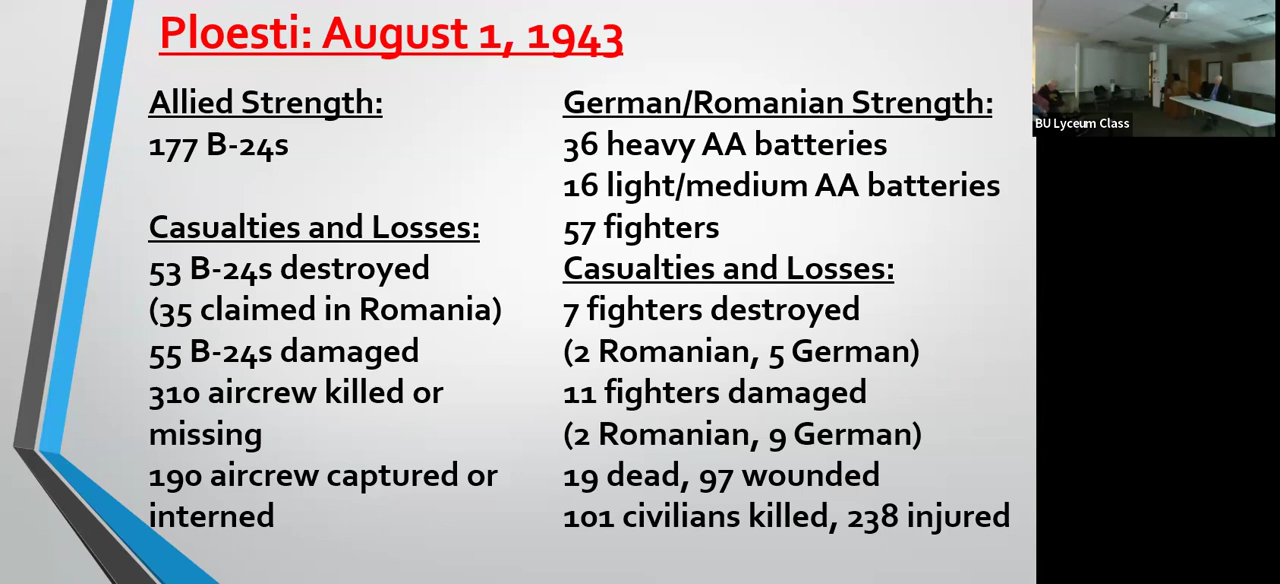 Ploesti: August 1, 1943
Allied Strength:
177 B-24s
Casualties and Losses:
53 B-24s destroyed
(35 claimed in Romania)
55 B-24s damaged
310 aircrew killed or
missing
190 aircrew captured or
interned
German/Romanian Strength:
36 heavy AA batteries
16 light/medium AA batteries
57 fighters
Casualties and Losses:
7 fighters destroyed
(2 Romanian, 5 German)
11 fighters damaged
(2 Romanian, 9 German)
19 dead, 97 wounded
101 civilians killed, 238 injured
BU Lyceum Class